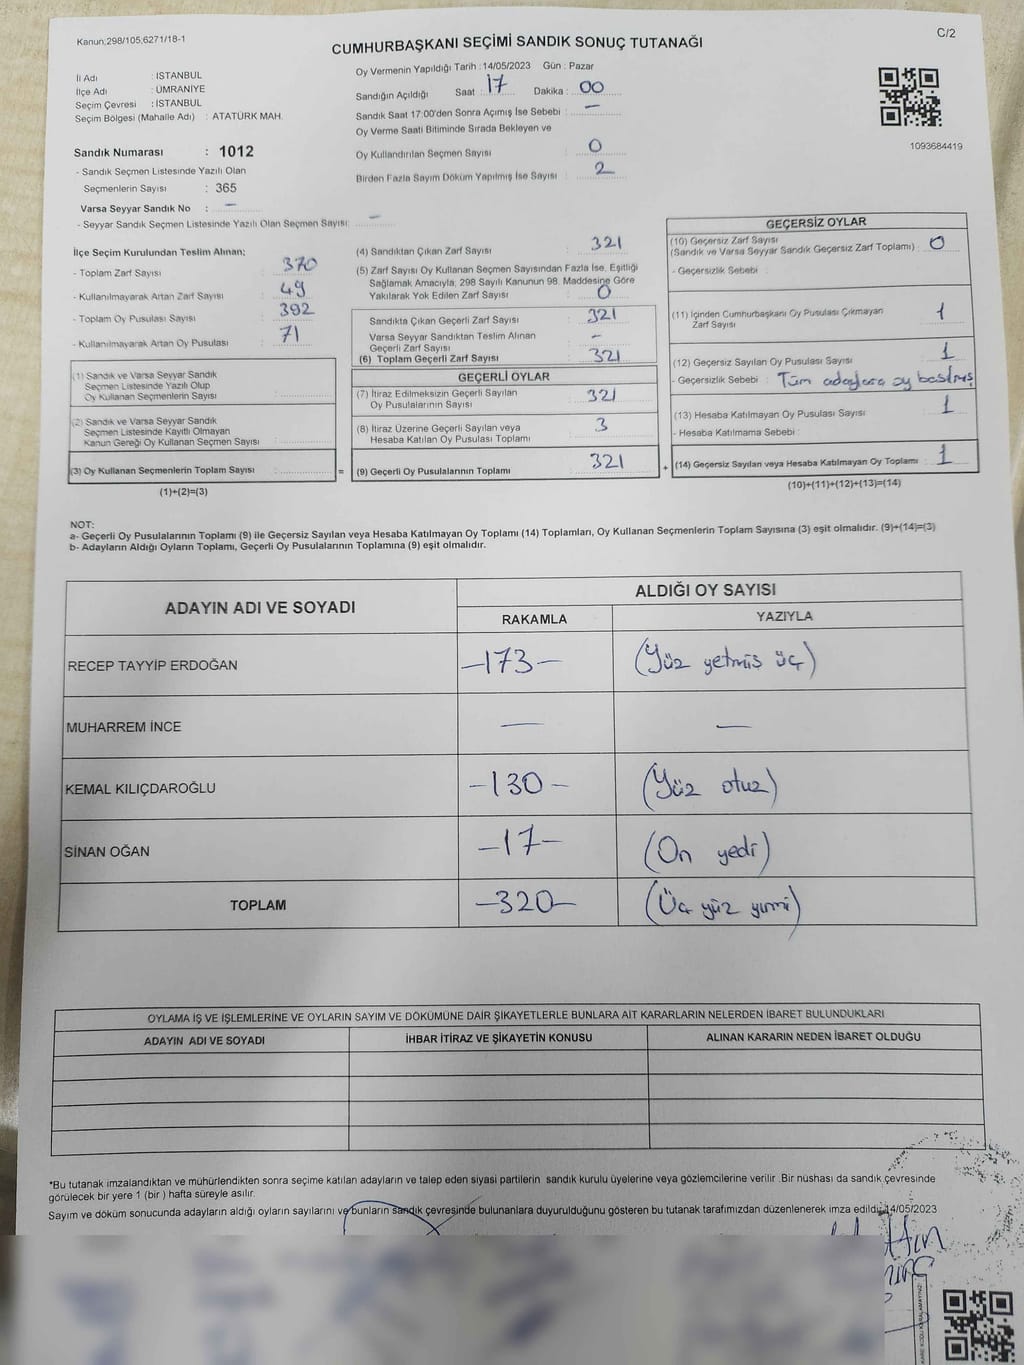 Kanun;298/105,6271/18-1
C/2
CUMHURBAŞKANI SEÇİMİ SANDIK SONUÇ TUTANAĞI
İl Adı : İSTANBUL
İlçe Adı : ÜMRANİYE
Seçim Çevresi : İSTANBUL
Seçim Bölgesi (Mahalle Adı) : ATATÜRK MAH.
Sandık Numarası : 1012
- Sandık Seçmen Listesinde Yazılı Olan
Seçmenlerin Sayısı : 365
Varsa Seyyar Sandık No : –
- Seyyar Sandık Seçmen Listesinde Yazılı Olan Seçmen Sayısı: –
Oy Vermenin Yapıldığı Tarih : 14/05/2023 Gün : Pazar
Sandığın Açıldığı Saat : 17 Dakika : 00
Sandık Saat 17:00'den Sonra Açımış İse Sebebi : –
Oy Verme Saati Bitiminde Sırada Bekleyen ve
Oy Kullandırılan Seçmen Sayısı : 0
Birden Fazla Sayım Döküm Yapılmış İse Sayısı : 2
1093684419
İlçe Seçim Kurulundan Teslim Alınan;
- Toplam Zarf Sayısı : 370
- Kullanılmayarak Artan Zarf Sayısı : 49
- Toplam Oy Pusulası Sayısı : 392
- Kullanılmayarak Artan Oy Pusulası : 71
(1) Sandık ve Varsa Seyyar Sandık
Seçmen Listesinde Yazılı Olup
Oy Kullanan Seçmenlerin Sayısı :
(2) Sandık ve Varsa Seyyar Sandık
Seçmen Listesinde Kayıtlı Olmayan
Kanun Gereği Oy Kullanan Seçmen Sayısı :
(3) Oy Kullanan Seçmenlerin Toplam Sayısı :
(1)+(2)=(3)
=
(4) Sandıktan Çıkan Zarf Sayısı : 321
(5) Zarf Sayısı Oy Kullanan Seçmen Sayısından Fazla İse, Eşitliği
Sağlamak Amacıyla, 298 Sayılı Kanunun 98. Maddesine Göre
Yakılarak Yok Edilen Zarf Sayısı : 0
Sandıkta Çıkan Geçerli Zarf Sayısı : 321
Varsa Seyyar Sandıktan Teslim Alınan
Geçerli Zarf Sayısı : –
(6) Toplam Geçerli Zarf Sayısı : 321
GEÇERLİ OYLAR
(7) İtiraz Edilmeksizin Geçerli Sayılan
Oy Pusulalarının Sayısı : 321
(8) İtiraz Üzerine Geçerli Sayılan veya
Hesaba Katılan Oy Pusulası Toplamı : 3
(9) Geçerli Oy Pusulalarının Toplamı : 321
+
GEÇERSİZ OYLAR
(10) Geçersiz Zarf Sayısı
(Sandık ve Varsa Seyyar Sandık Geçersiz Zarf Toplamı) : 0
- Geçersizlik Sebebi :
(11) İçinden Cumhurbaşkanı Oy Pusulası Çıkmayan
Zarf Sayısı : 1
(12) Geçersiz Sayılan Oy Pusulası Sayısı : 1
- Geçersizlik Sebebi : Tüm adaylara oy basılmış
(13) Hesaba Katılmayan Oy Pusulası Sayısı : 1
- Hesaba Katılmama Sebebi :
(14) Geçersiz Sayılan veya Hesaba Katılmayan Oy Toplamı : 1
(10)+(11)+(12)+(13)=(14)
NOT:
a- Geçerli Oy Pusulalarının Toplamı (9) ile Geçersiz Sayılan veya Hesaba Katılmayan Oy Toplamı (14) Toplamları, Oy Kullanan Seçmenlerin Toplam Sayısına (3) eşit olmalıdır. (9)+(14)=(3)
b- Adayların Aldığı Oyların Toplamı, Geçerli Oy Pusulalarının Toplamına (9) eşit olmalıdır.
ADAYIN ADI VE SOYADI
ALDIĞI OY SAYISI
RAKAMLA YAZIYLA
RECEP TAYYİP ERDOĞAN –173– (Yüz yetmiş üç)
MUHARREM İNCE — —
KEMAL KILIÇDAROĞLU –130– (Yüz otuz)
SİNAN OĞAN –17– (On yedi)
TOPLAM –320– (Üç yüz yirmi)
OYLAMA İŞ VE İŞLEMLERİNE VE OYLARIN SAYIM VE DÖKÜMÜNE DAİR ŞİKAYETLERLE BUNLARA AİT KARARLARIN NELERDEN İBARET BULUNDUKLARI
ADAYIN ADI VE SOYADI İHBAR İTİRAZ VE ŞİKAYETİN KONUSU ALINAN KARARIN NEDEN İBARET OLDUĞU
*Bu tutanak imzalandıktan ve mühürlendikten sonra seçime katılan adayların ve talep eden siyasi partilerin sandık kurulu üyelerine veya gözlemcilerine verilir. Bir nüshası da sandık çevresinde
görülecek bir yere 1 (bir ) hafta süreyle asılır.
Sayım ve döküm sonucunda adayların aldığı oyların sayılarını ve bunların sandık çevresinde bulunanlara duyurulduğunu gösteren bu tutanak tarafımızdan düzenlenerek imza edildi. 14/05/2023